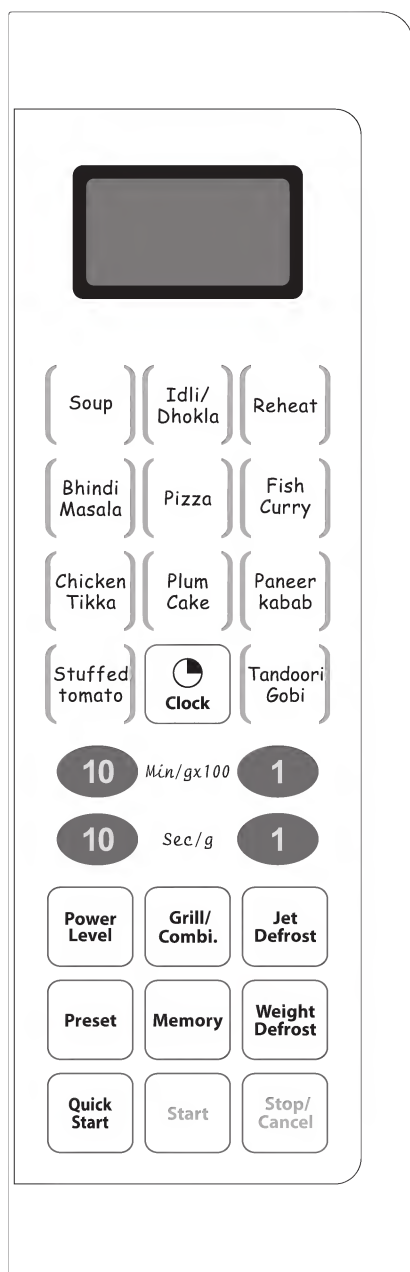 Soup
Idli/
Dhokla
Reheat
Bhindi
Masala
Pizza
Fish
Curry
Chicken
Tikka
Plum
Cake
Paneer
kabab
Stuffed
tomato
Clock
Tandoori
Gobi
10 Min/gx100 1
10 Sec/g 1
Power
Level
Grill/
Combi.
Jet
Defrost
Preset
Memory
Weight
Defrost
Quick
Start
Start
Stop/
Cancel